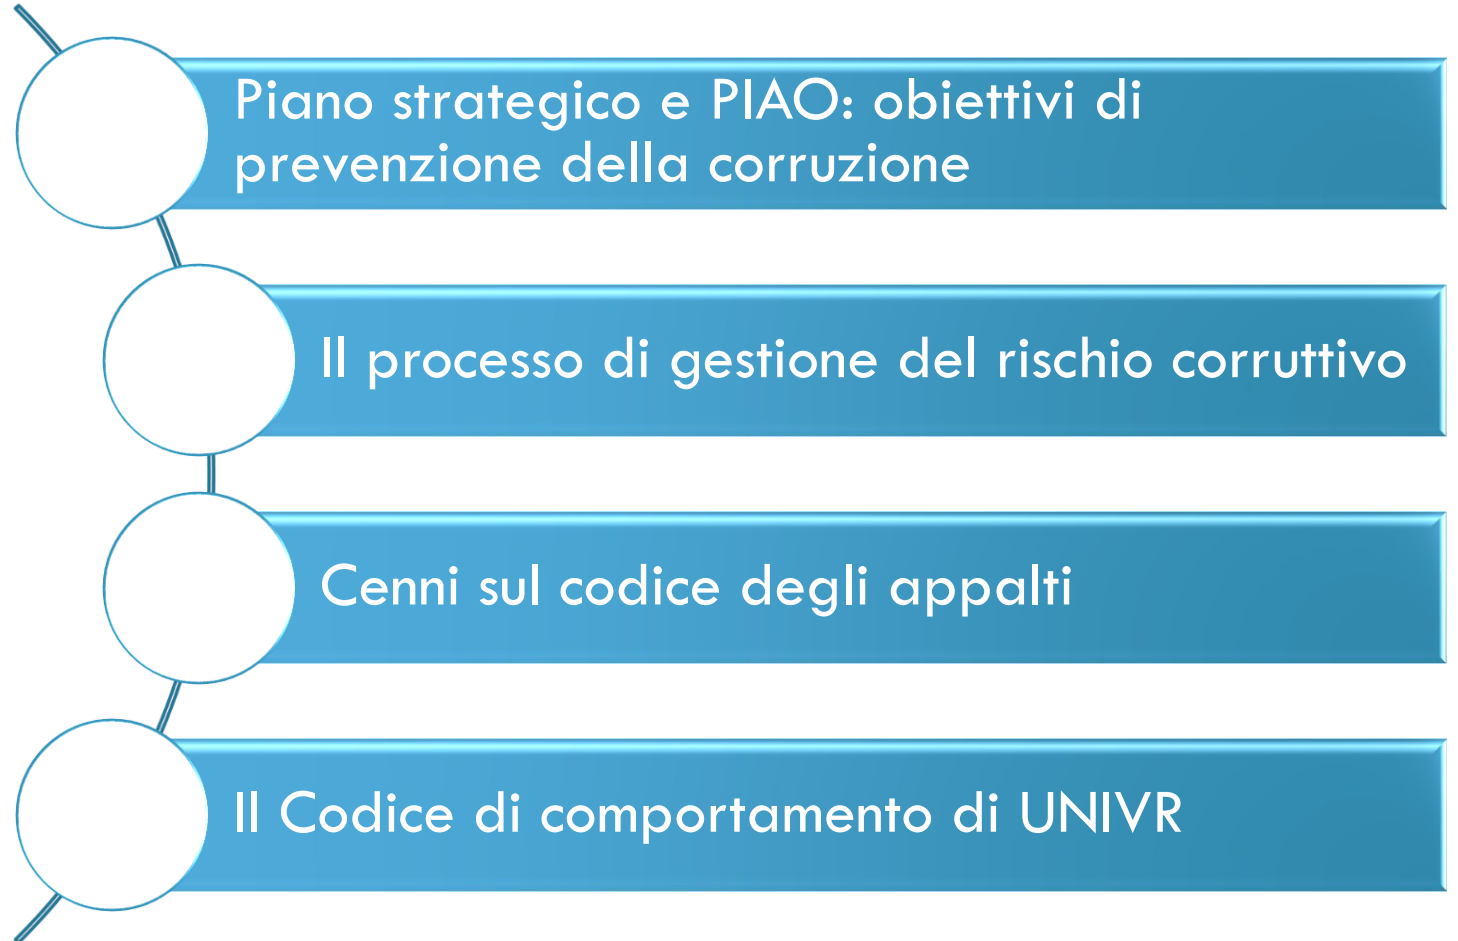 Piano strategico e PIAO: obiettivi di
prevenzione della corruzione
Il processo di gestione del rischio corruttivo
Cenni sul codice degli appalti
Il Codice di comportamento di UNIVR